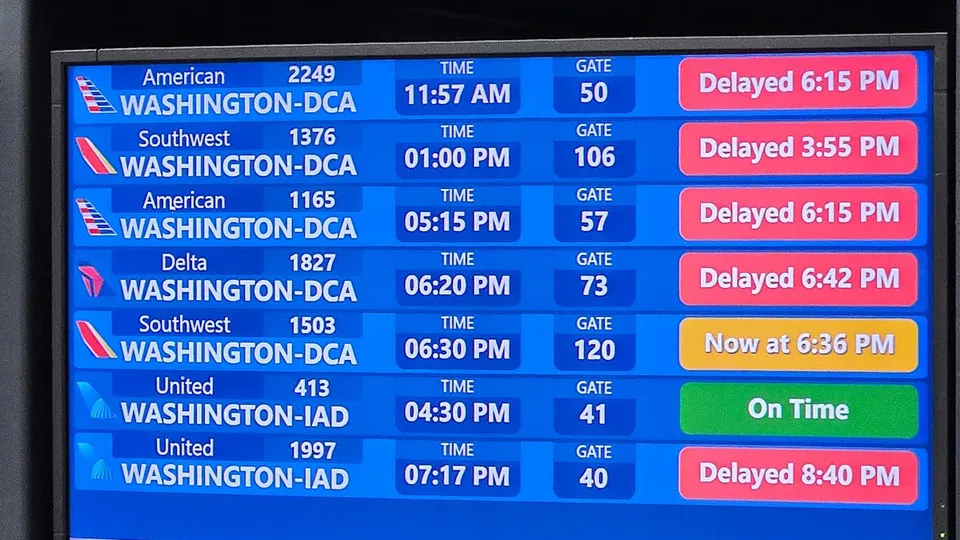 American 2249 TIME GATE
WASHINGTON-DCA 11:57 AM 50 Delayed 6:15 PM
Southwest 1376 TIME GATE
WASHINGTON-DCA 01:00 PM 106 Delayed 3:55 PM
American 1165 TIME GATE
WASHINGTON-DCA 05:15 PM 57 Delayed 6:15 PM
Delta 1827 TIME GATE
WASHINGTON-DCA 06:20 PM 73 Delayed 6:42 PM
Southwest 1503 TIME GATE
WASHINGTON-DCA 06:30 PM 120 Now at 6:36 PM
United 413 TIME GATE
WASHINGTON-IAD 04:30 PM 41 On Time
United 1997 TIME GATE
WASHINGTON-IAD 07:17 PM 40 Delayed 8:40 PM